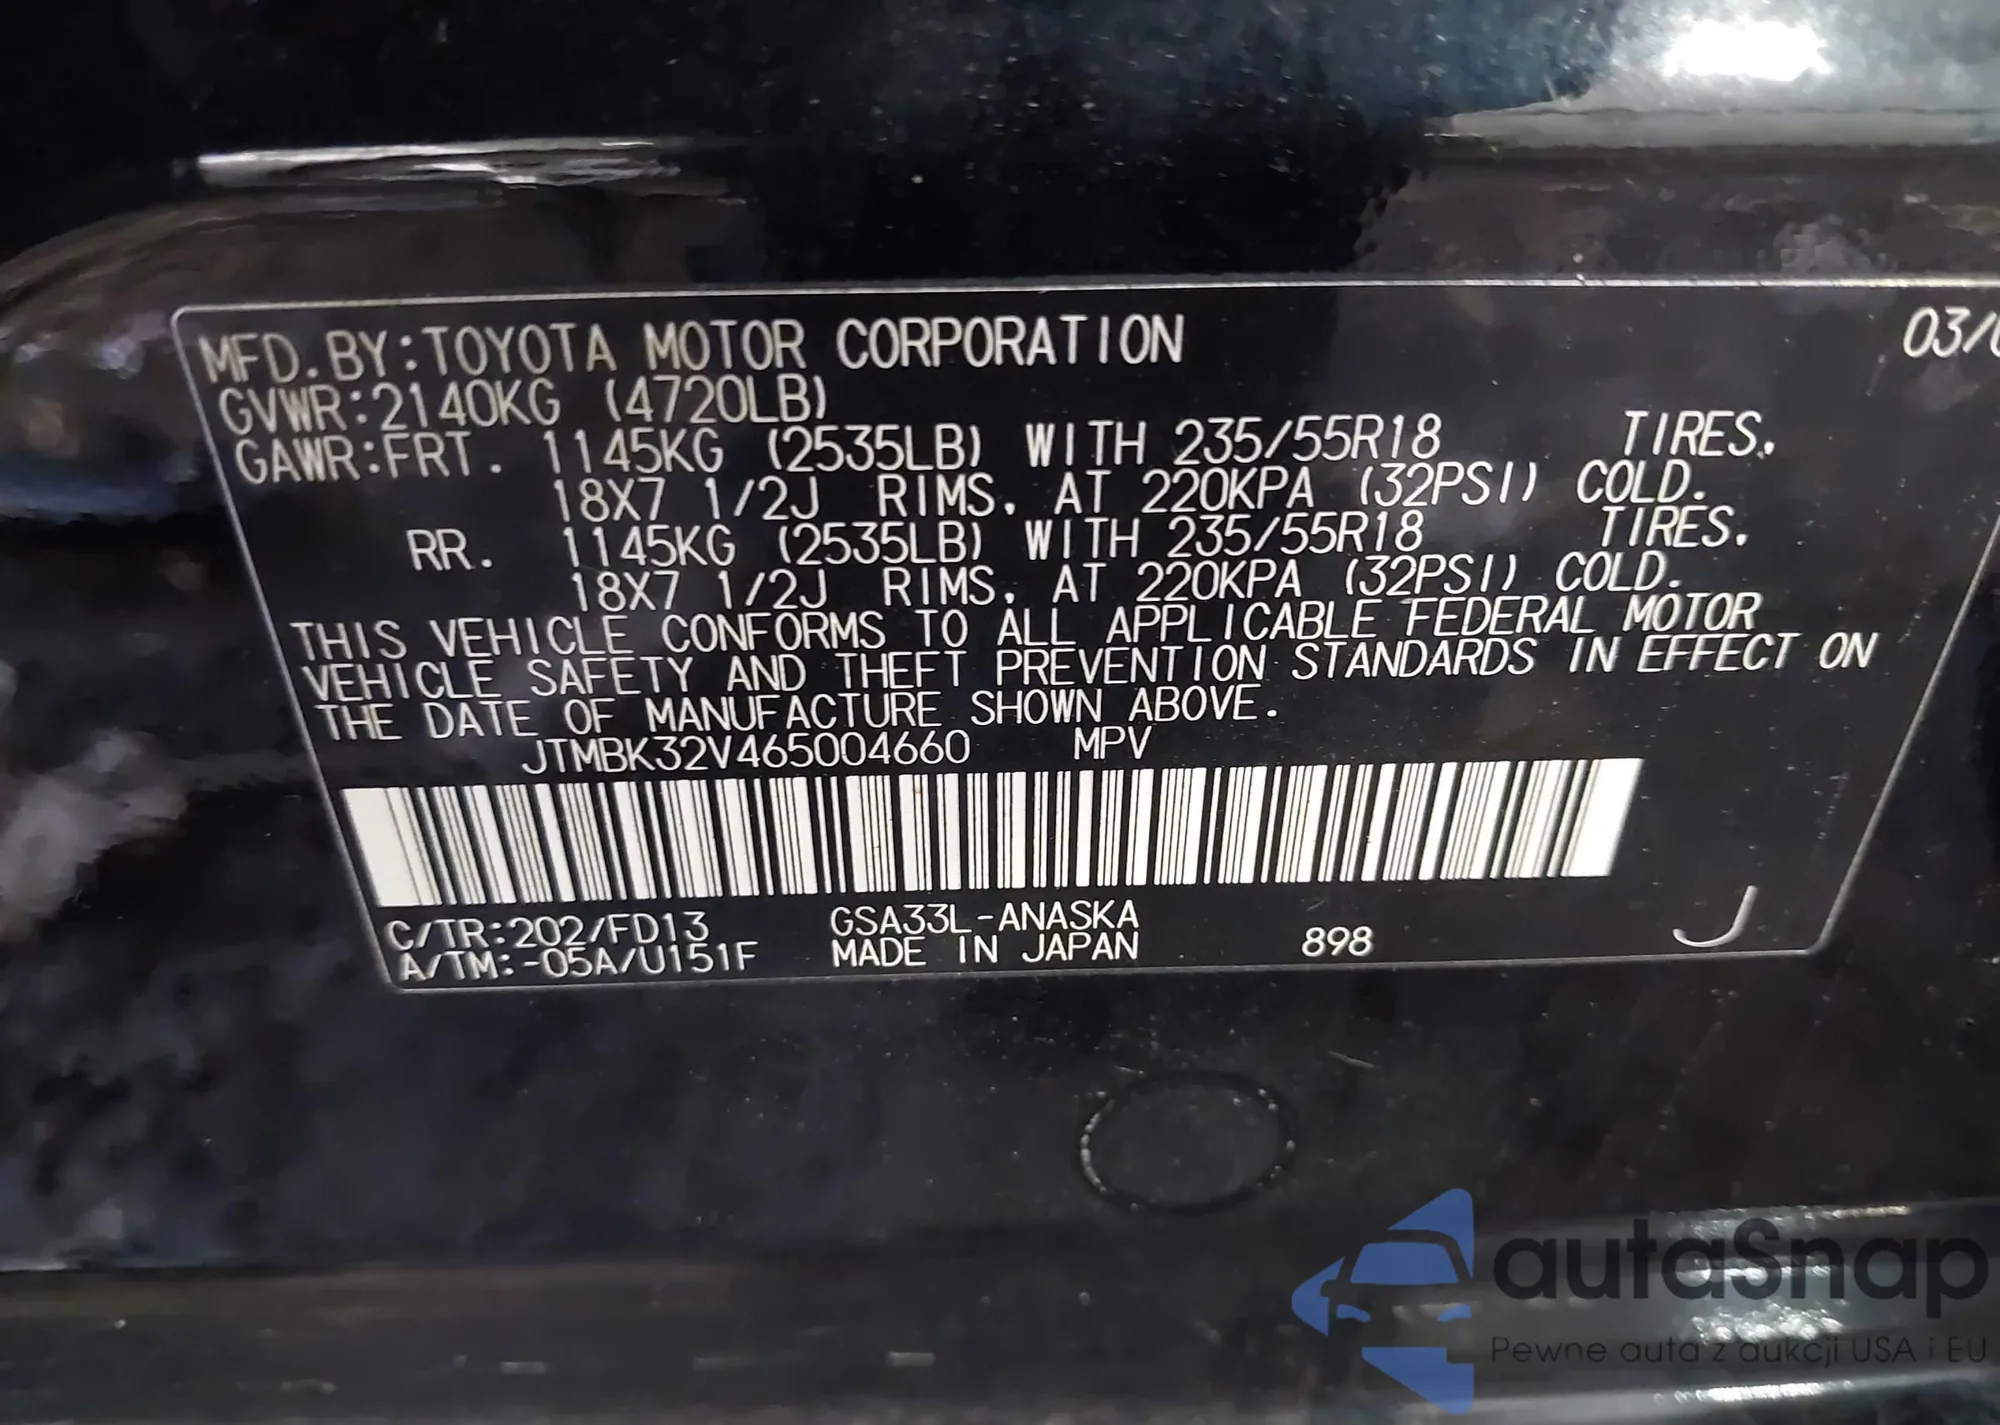 MFD.BY:TOYOTA MOTOR CORPORATION 03/
GVWR:2140KG (4720LB)
GAWR:FRT. 1145KG (2535LB) WITH 235/55R18 TIRES.
18X7 1/2J RIMS. AT 220KPA (32PSI) COLD.
RR. 1145KG (2535LB) WITH 235/55R18 TIRES.
18X7 1/2J RIMS. AT 220KPA (32PSI) COLD.
THIS VEHICLE CONFORMS TO ALL APPLICABLE FEDERAL MOTOR
VEHICLE SAFETY AND THEFT PREVENTION STANDARDS IN EFFECT ON
THE DATE OF MANUFACTURE SHOWN ABOVE.
JTMBK32V465004660 MPV
C/TR:202/FD13 GSA33L-ANASKA
A/TM:-05A/U151F MADE IN JAPAN 898 J
autaSnap
Pewne auta z aukcji USA i EU